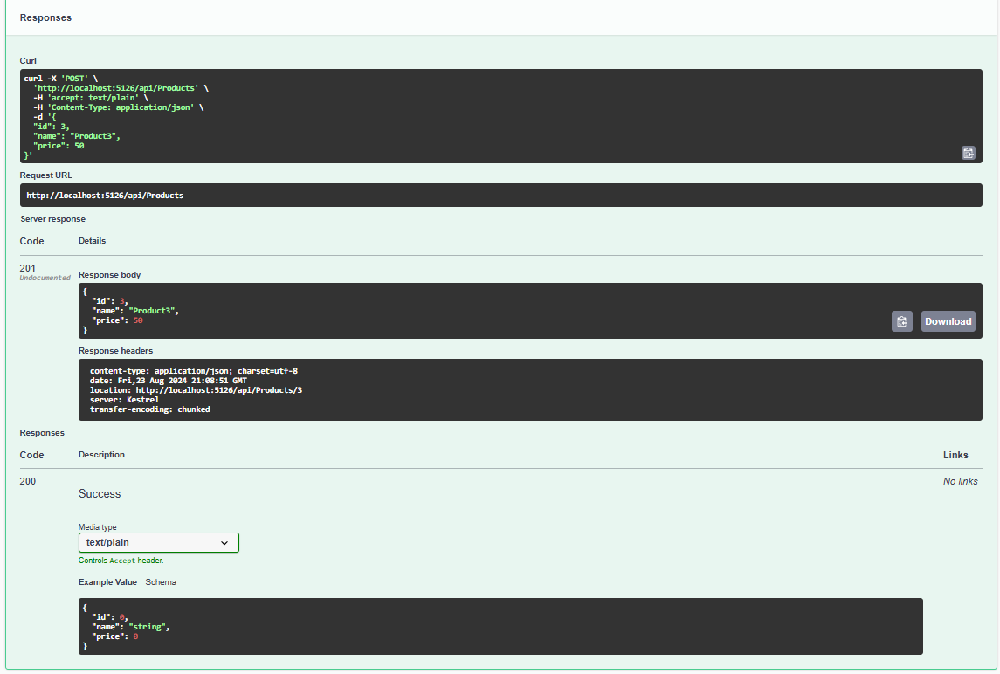 Responses
Curl
curl -X 'POST' \
  'http://localhost:5126/api/Products' \
  -H 'accept: text/plain' \
  -H 'Content-Type: application/json' \
  -d '{
  "id": 3,
  "name": "Product3",
  "price": 50
}'
Request URL
http://localhost:5126/api/Products
Server response
Code Details
201
Undocumented
Response body
{
  "id": 3,
  "name": "Product3",
  "price": 50
}
Download
Response headers
content-type: application/json; charset=utf-8
date: Fri,23 Aug 2024 21:08:51 GMT
location: http://localhost:5126/api/Products/3
server: Kestrel
transfer-encoding: chunked
Responses
Code Description Links
200 No links
Success
Media type
text/plain
Controls Accept header.
Example Value Schema
{
  "id": 0,
  "name": "string",
  "price": 0
}